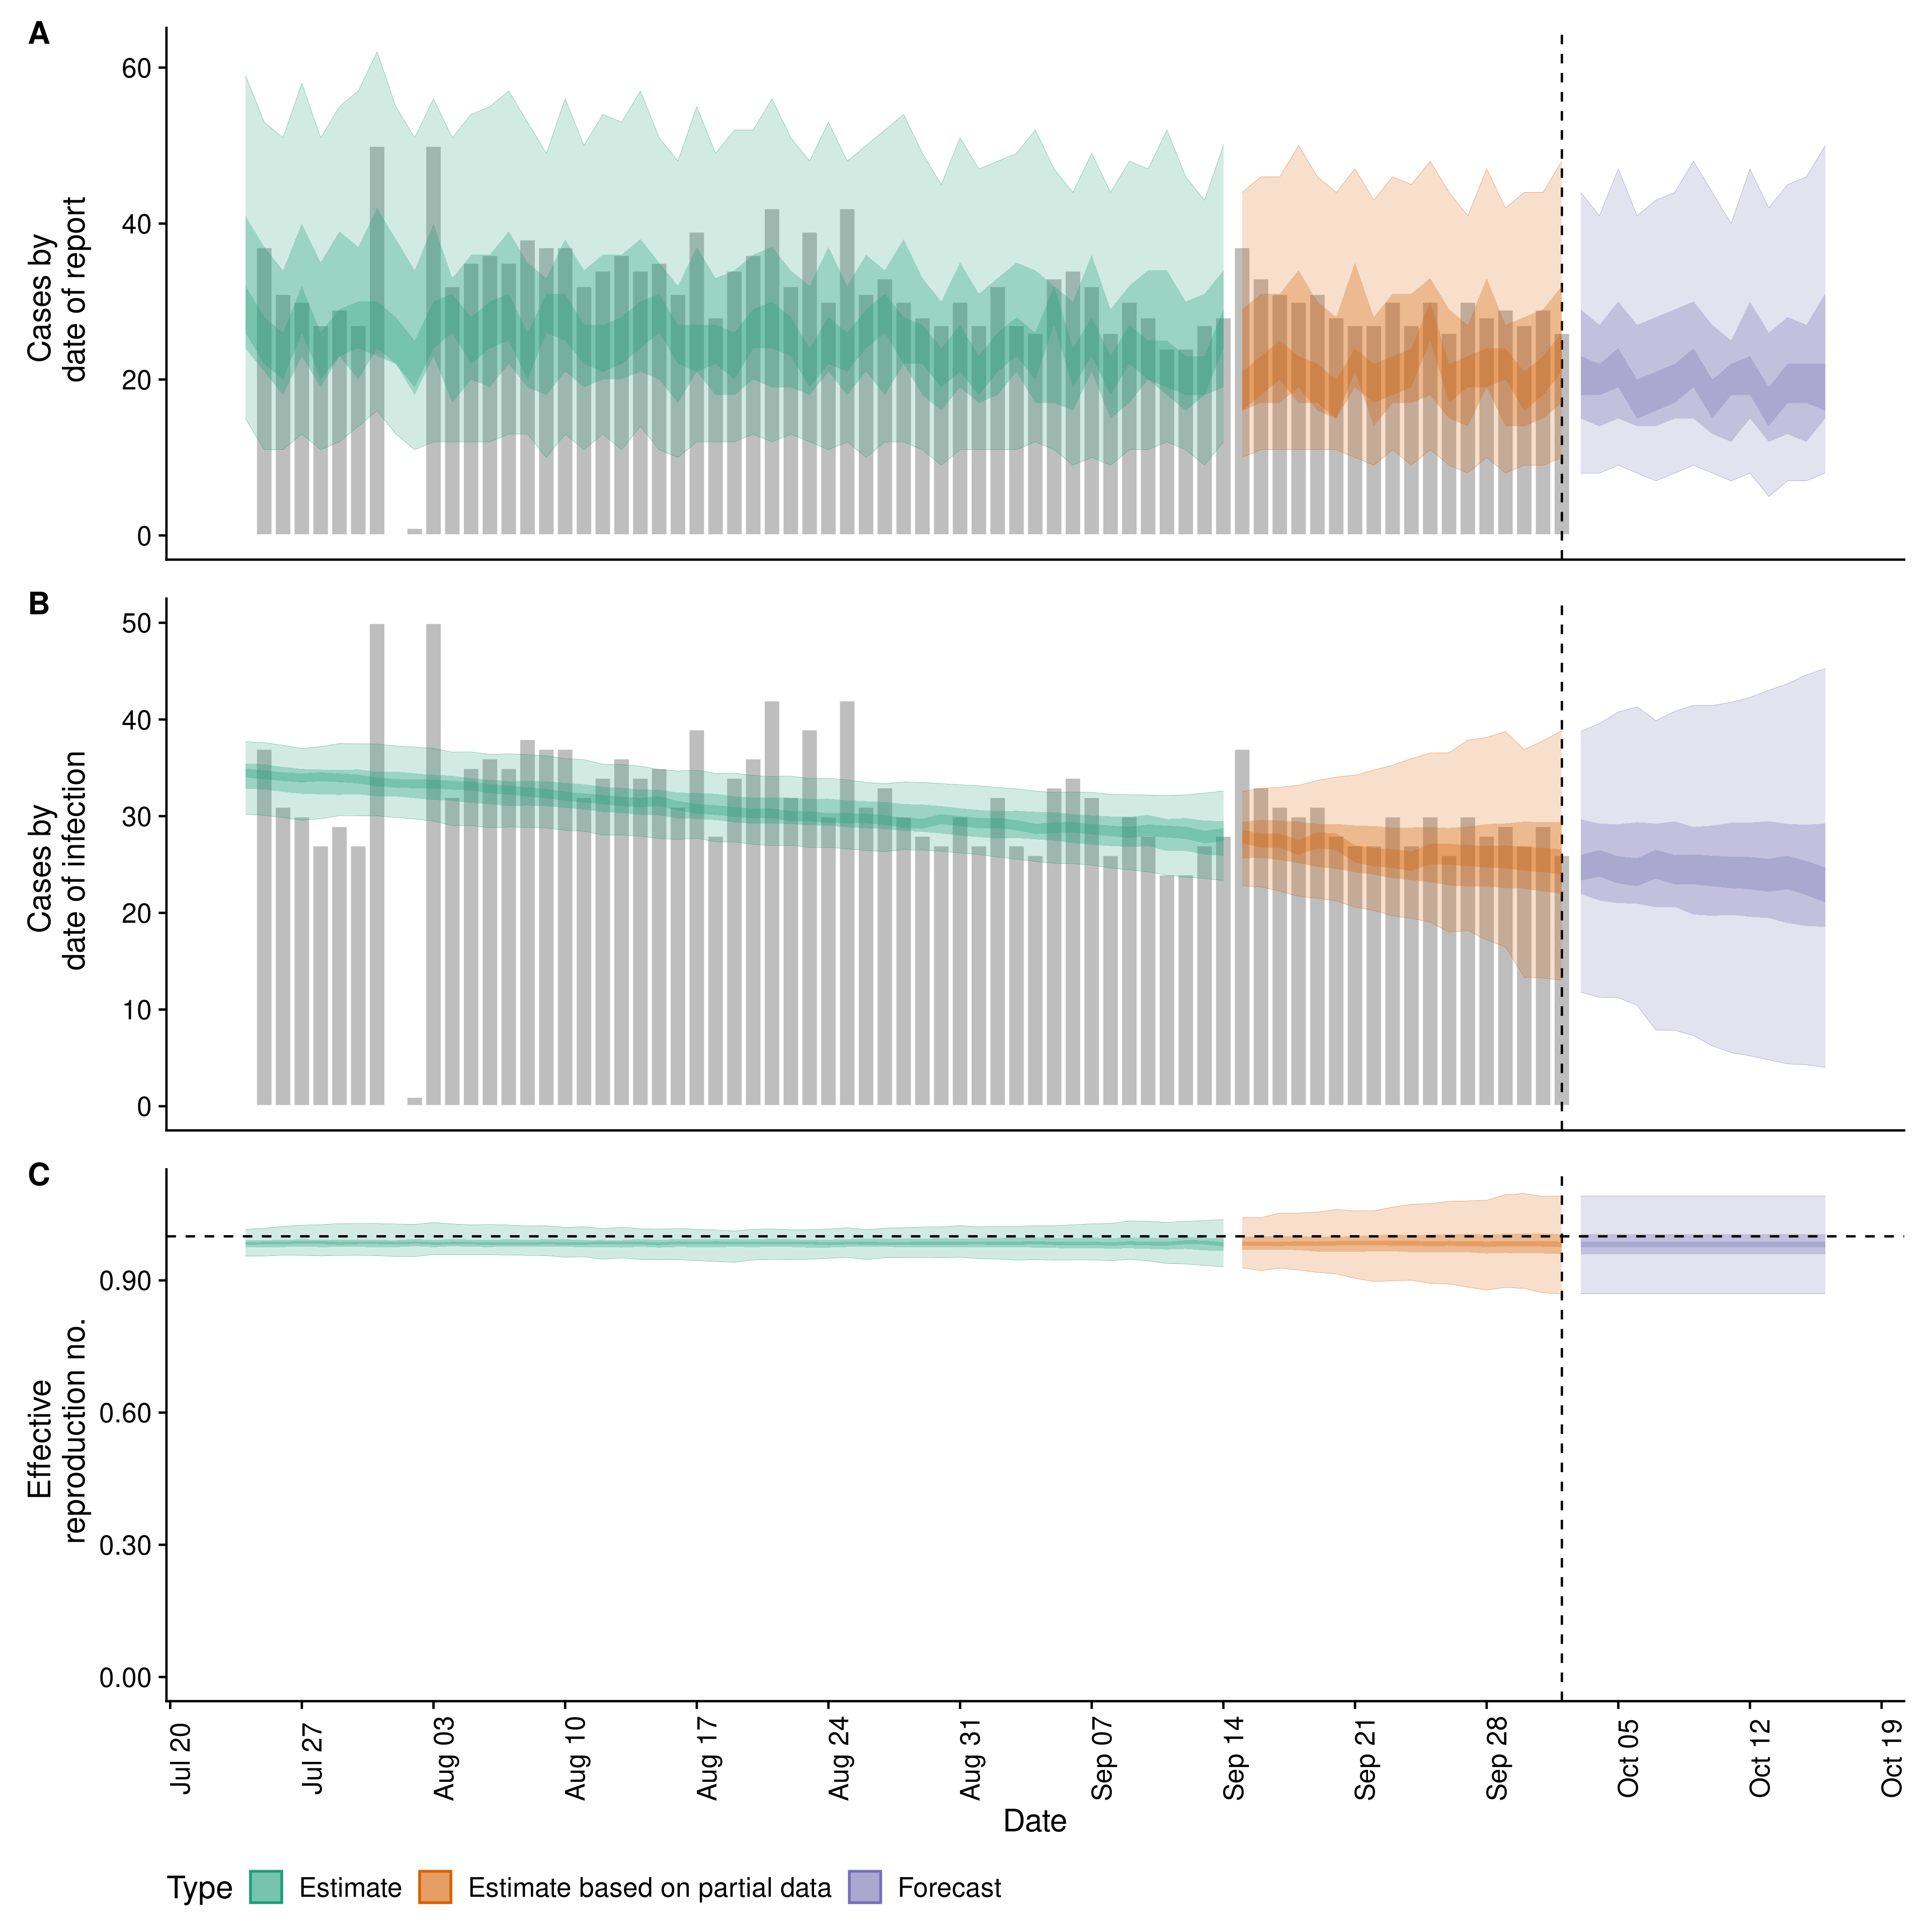 A
60
40
20
0
Cases by
date of report
B
50
40
30
20
10
0
Cases by
date of infection
C
0.90
0.60
0.30
0.00
Effective
reproduction no.
Jul 20
Jul 27
Aug 03
Aug 10
Aug 17
Aug 24
Aug 31
Sep 07
Sep 14
Sep 21
Sep 28
Oct 05
Oct 12
Oct 19
Date
Type Estimate Estimate based on partial data Forecast